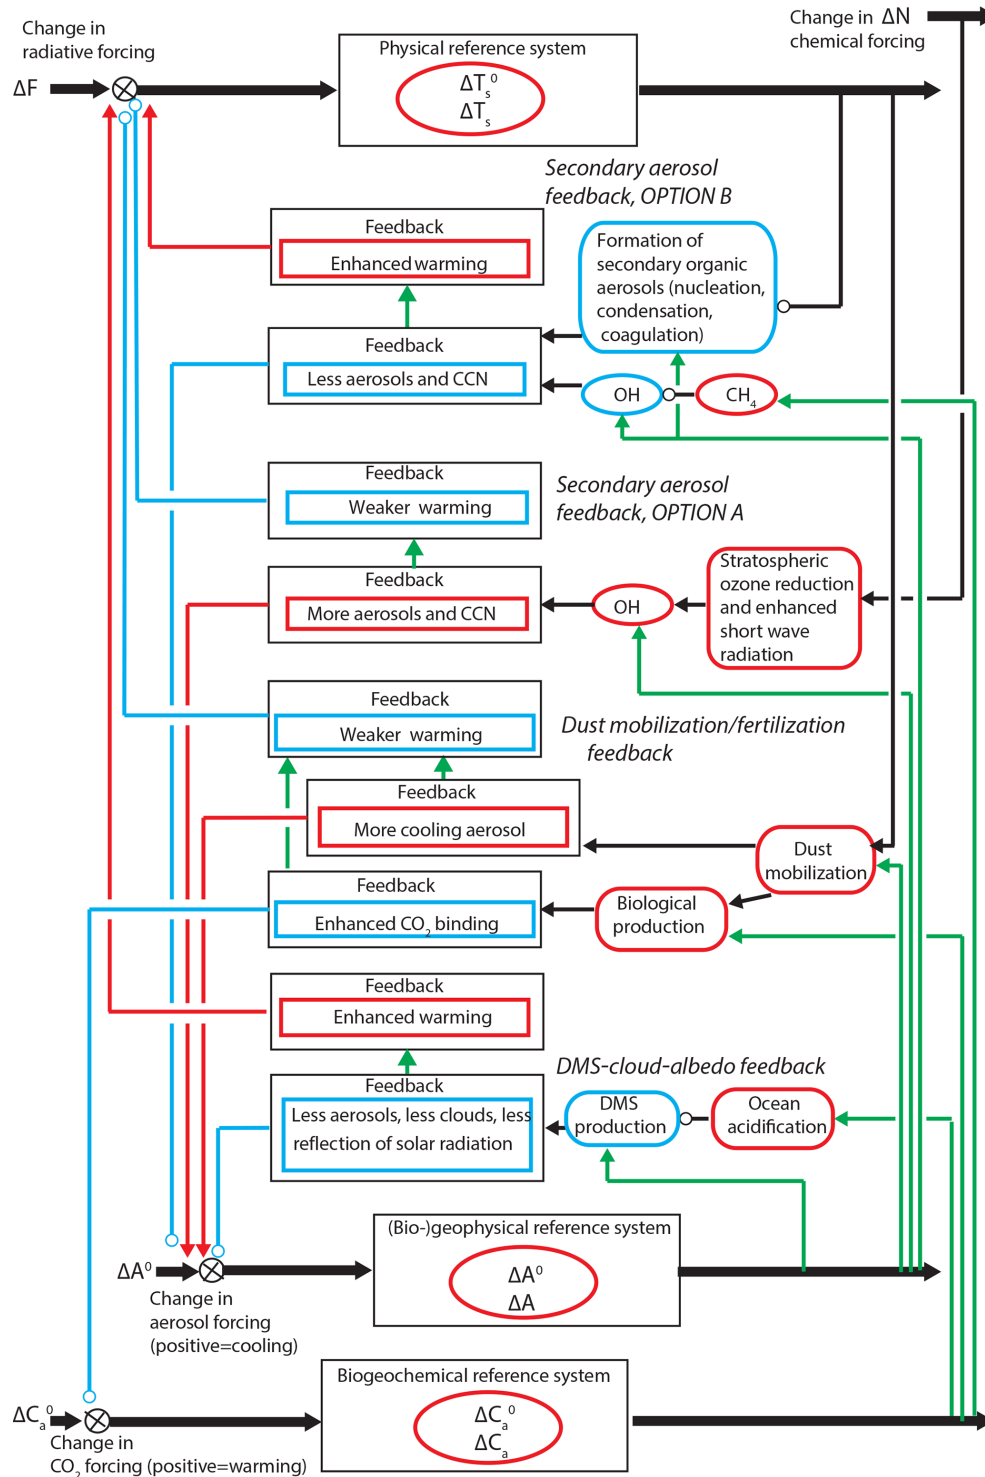 Change in
radiative forcing
ΔF
Physical reference system
ΔTs⁰
ΔTs
Change in ΔN
chemical forcing
Secondary aerosol
feedback, OPTION B
Feedback
Enhanced warming
Formation of
secondary organic
aerosols (nucleation,
condensation,
coagulation)
Feedback
Less aerosols and CCN
OH
CH₄
Feedback
Weaker warming
Secondary aerosol
feedback, OPTION A
Feedback
More aerosols and CCN
OH
Stratospheric
ozone reduction
and enhanced
short wave
radiation
Feedback
Weaker warming
Dust mobilization/fertilization
feedback
Feedback
More cooling aerosol
Dust
mobilization
Feedback
Enhanced CO₂ binding
Biological
production
Feedback
Enhanced warming
DMS-cloud-albedo feedback
Feedback
Less aerosols, less clouds, less
reflection of solar radiation
DMS
production
Ocean
acidification
(Bio-)geophysical reference system
ΔA⁰
ΔA
ΔA⁰
Change in
aerosol forcing
(positive=cooling)
Biogeochemical reference system
ΔCa⁰
ΔCa
ΔCa⁰
Change in
CO₂ forcing (positive=warming)